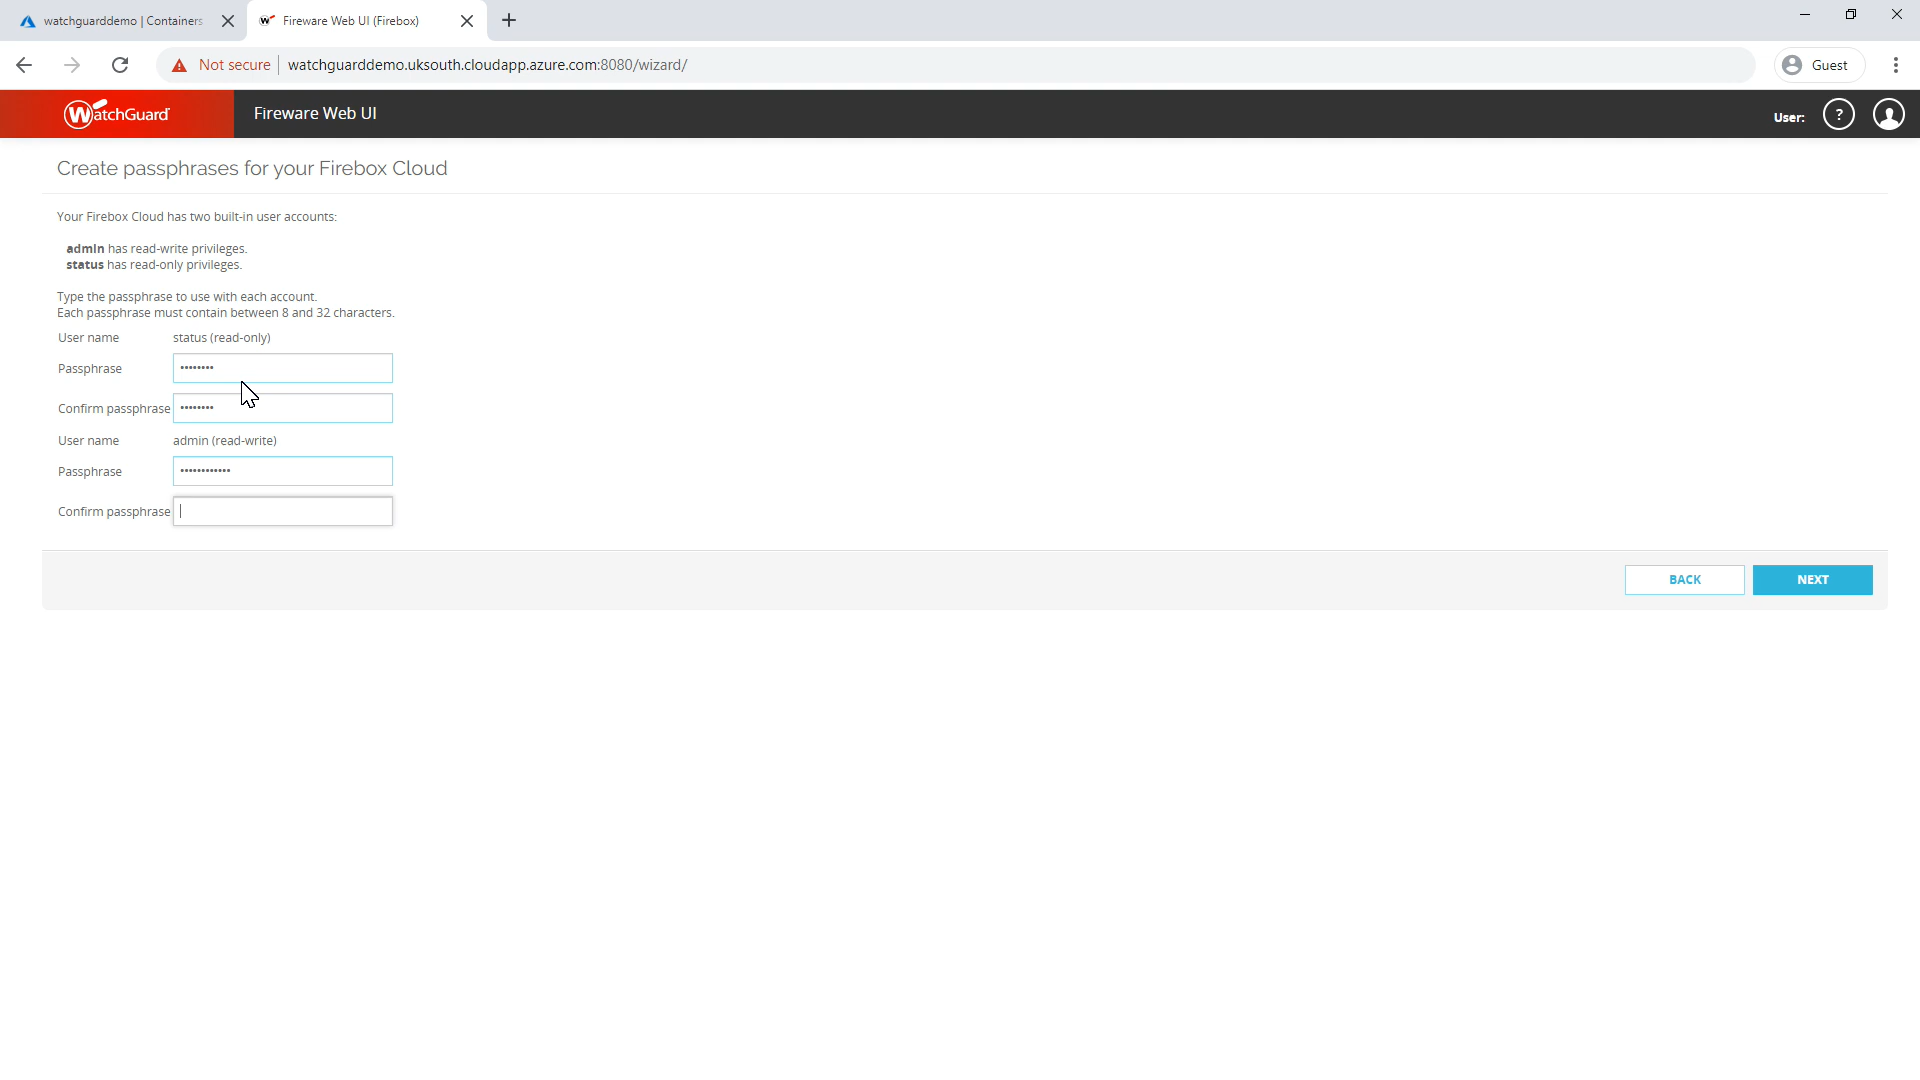 watchguarddemo | Containers
Fireware Web UI (Firebox)
Not secure
watchguarddemo.uksouth.cloudapp.azure.com:8080/wizard/
Guest
WatchGuard
Fireware Web UI
User:
?
Create passphrases for your Firebox Cloud
Your Firebox Cloud has two built-in user accounts:
admin has read-write privileges.
status has read-only privileges.
Type the passphrase to use with each account.
Each passphrase must contain between 8 and 32 characters.
User name status (read-only)
Passphrase ••••••••
Confirm passphrase ••••••••
User name admin (read-write)
Passphrase ••••••••••••
Confirm passphrase
BACK
NEXT